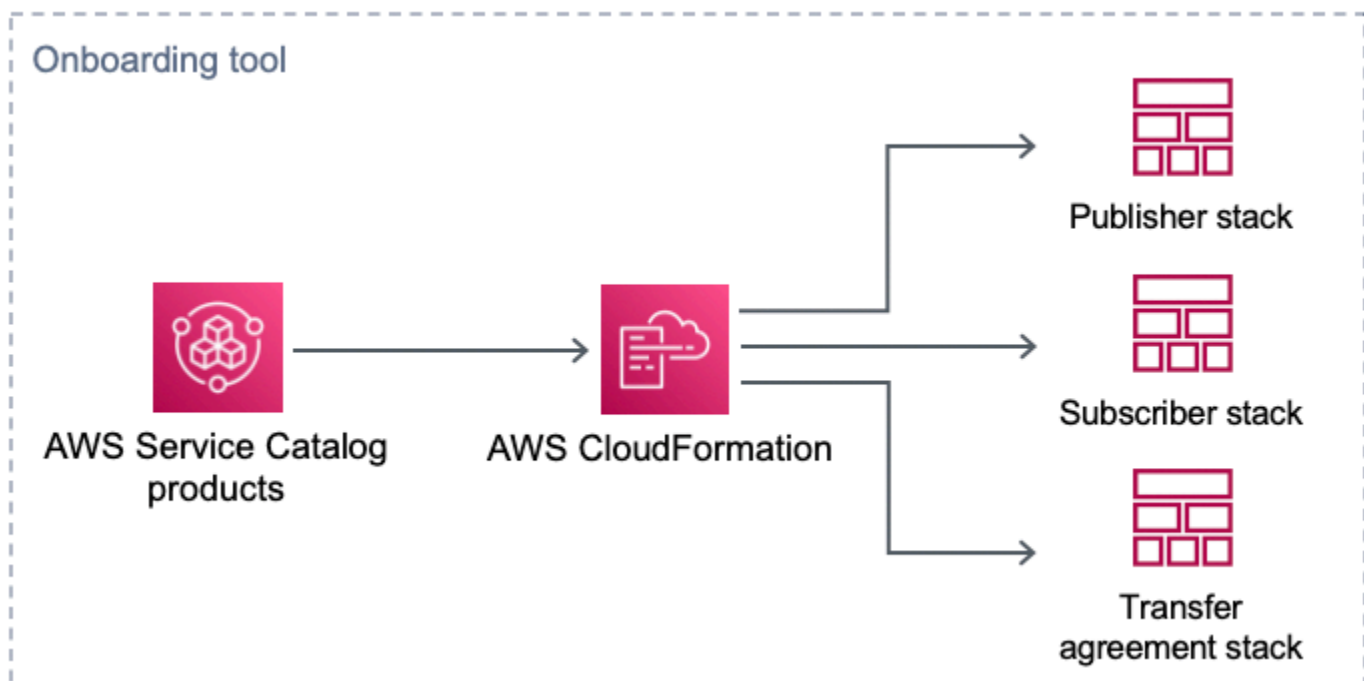 Onboarding tool
Publisher stack
AWS Service Catalog
products
AWS CloudFormation
Subscriber stack
Transfer
agreement stack